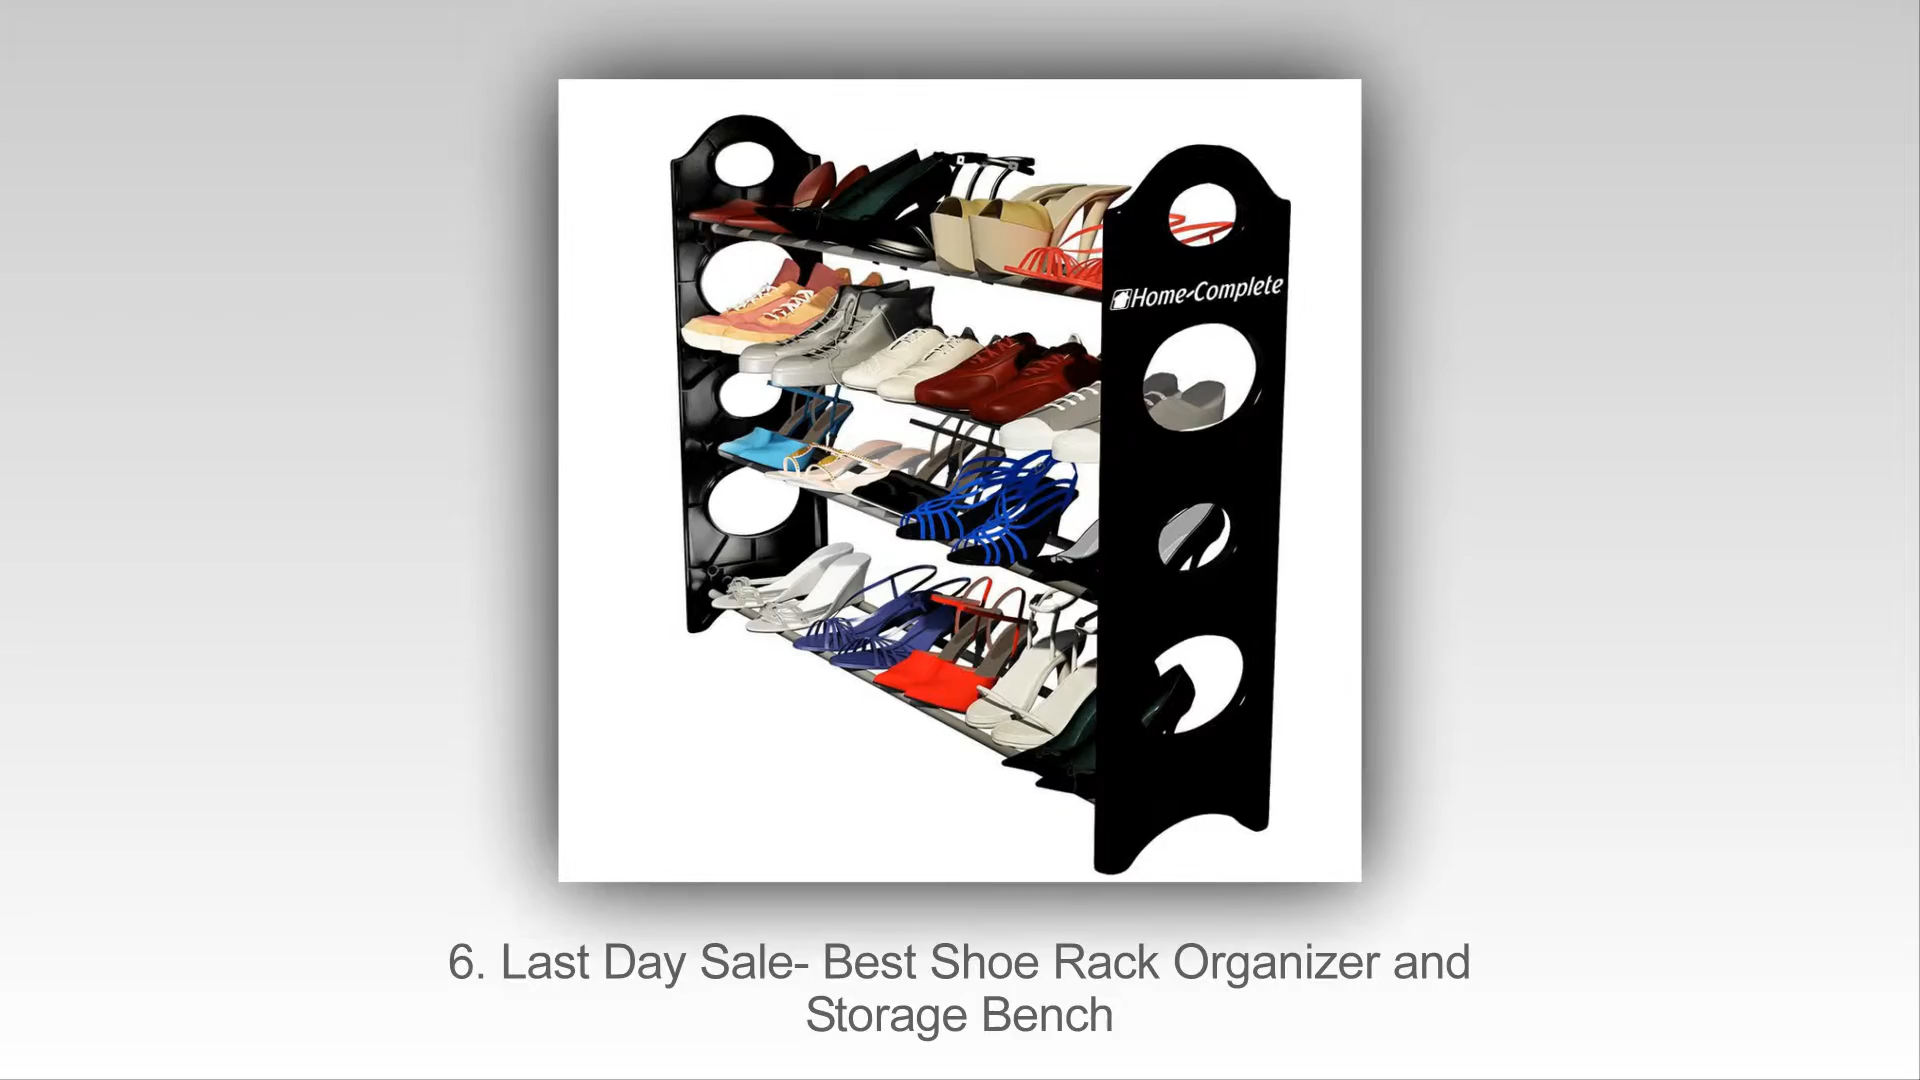 Home-Complete
6. Last Day Sale- Best Shoe Rack Organizer and
Storage Bench